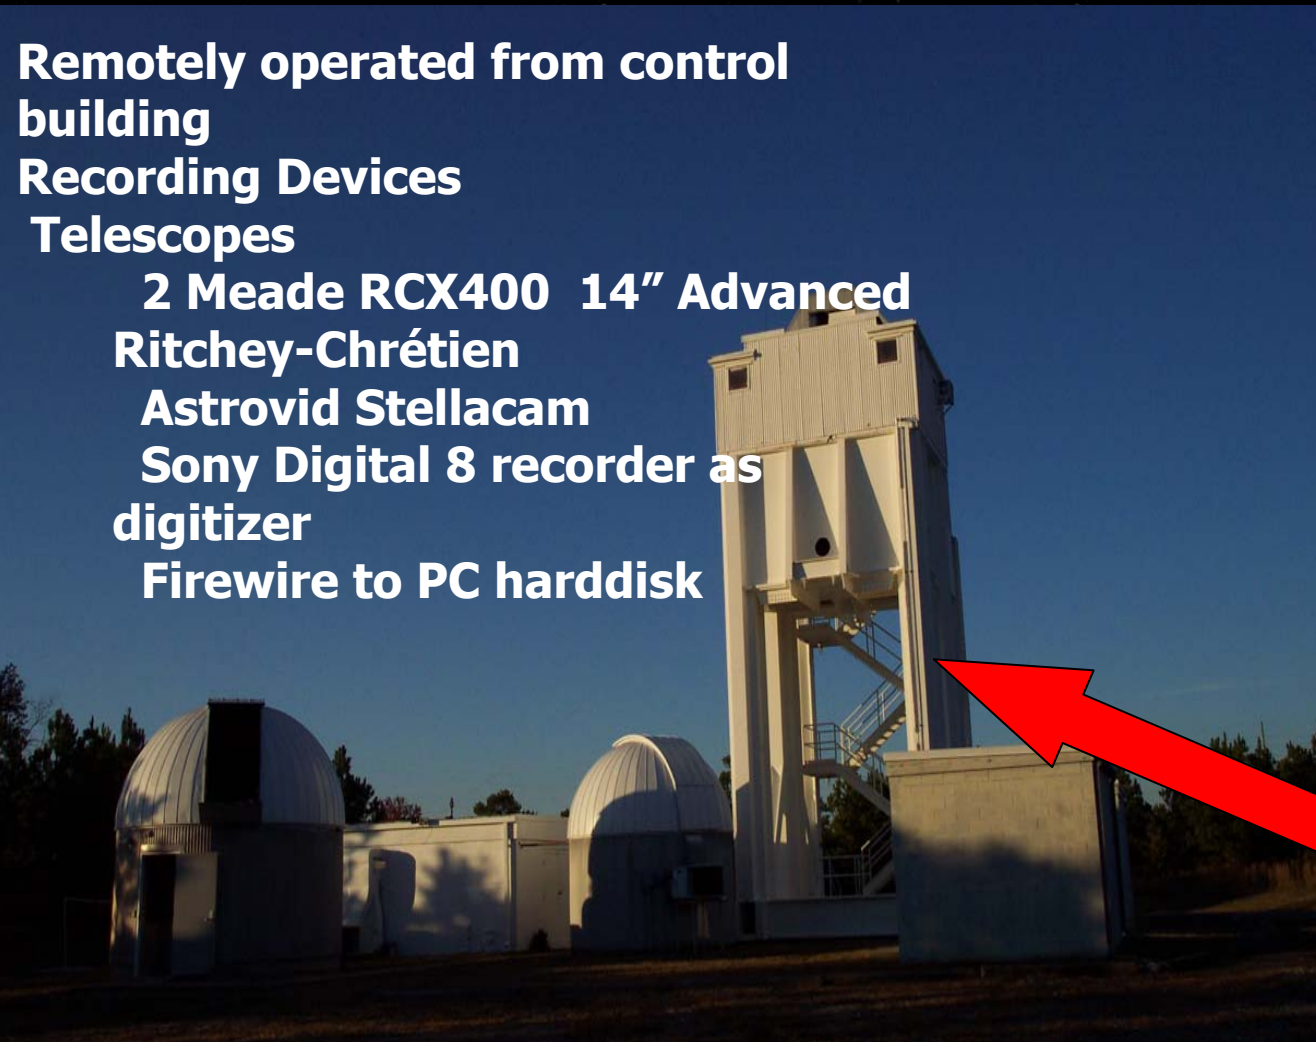 Remotely operated from control
building
Recording Devices
Telescopes
2 Meade RCX400 14” Advanced
Ritchey-Chrétien
Astrovid Stellacam
Sony Digital 8 recorder as
digitizer
Firewire to PC harddisk